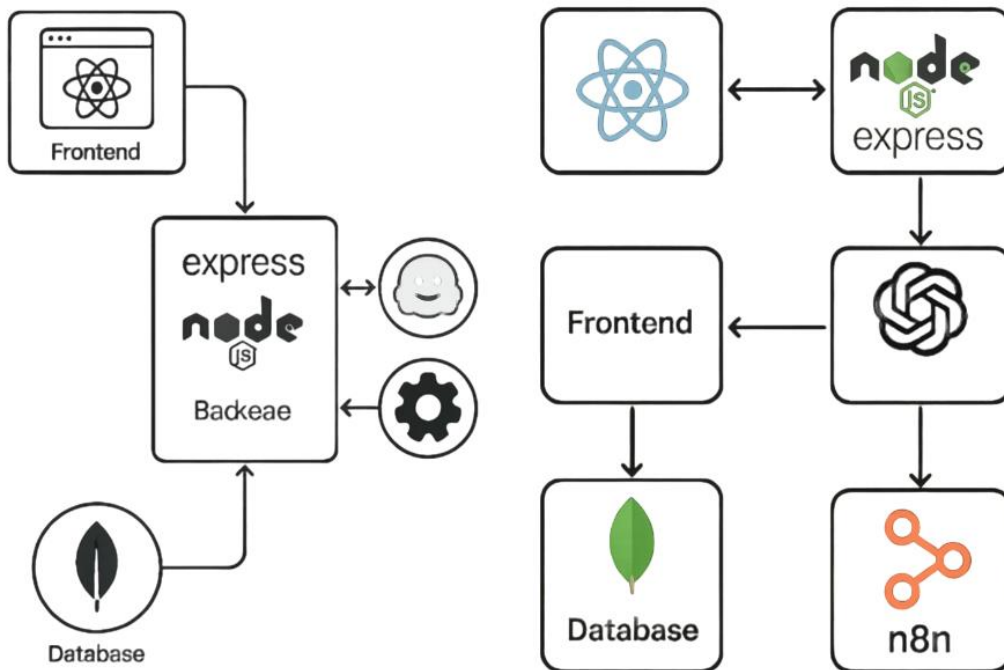 Frontend
express
node
JS
Backeae
Database
node
JS
express
Frontend
Database
n8n